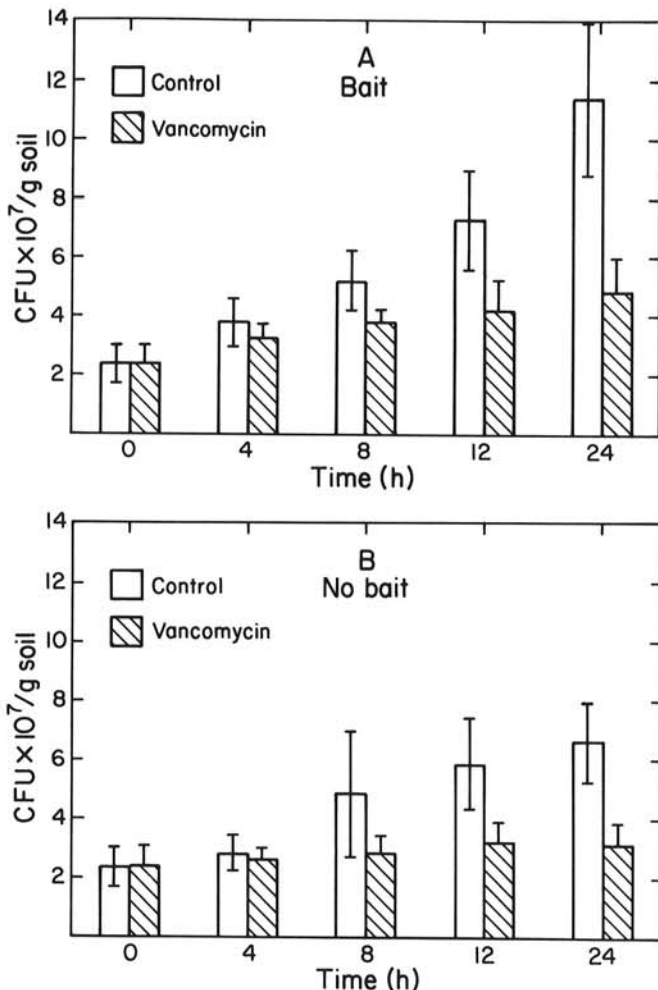 14
A
Bait
Control
Vancomycin
12
10
8
6
4
2
CFU×10⁷/g soil
0 4 8 12 24
Time (h)
14
B
No bait
Control
Vancomycin
12
10
8
6
4
2
CFU×10⁷/g soil
0 4 8 12 24
Time (h)